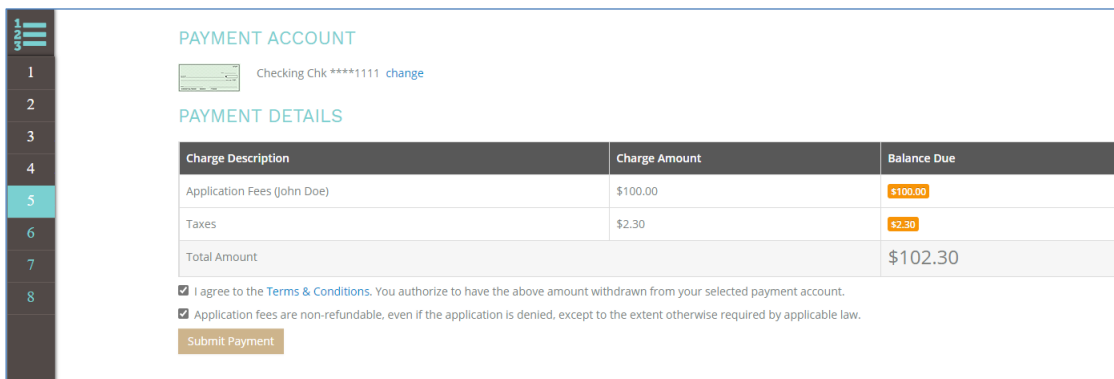 1
2
3
PAYMENT ACCOUNT
Checking Chk ****1111 change
PAYMENT DETAILS
Charge Description Charge Amount Balance Due
Application Fees (John Doe) $100.00 $100.00
Taxes $2.30 $2.30
Total Amount $102.30
I agree to the Terms & Conditions. You authorize to have the above amount withdrawn from your selected payment account.
Application fees are non-refundable, even if the application is denied, except to the extent otherwise required by applicable law.
Submit Payment
1
2
3
4
5
6
7
8